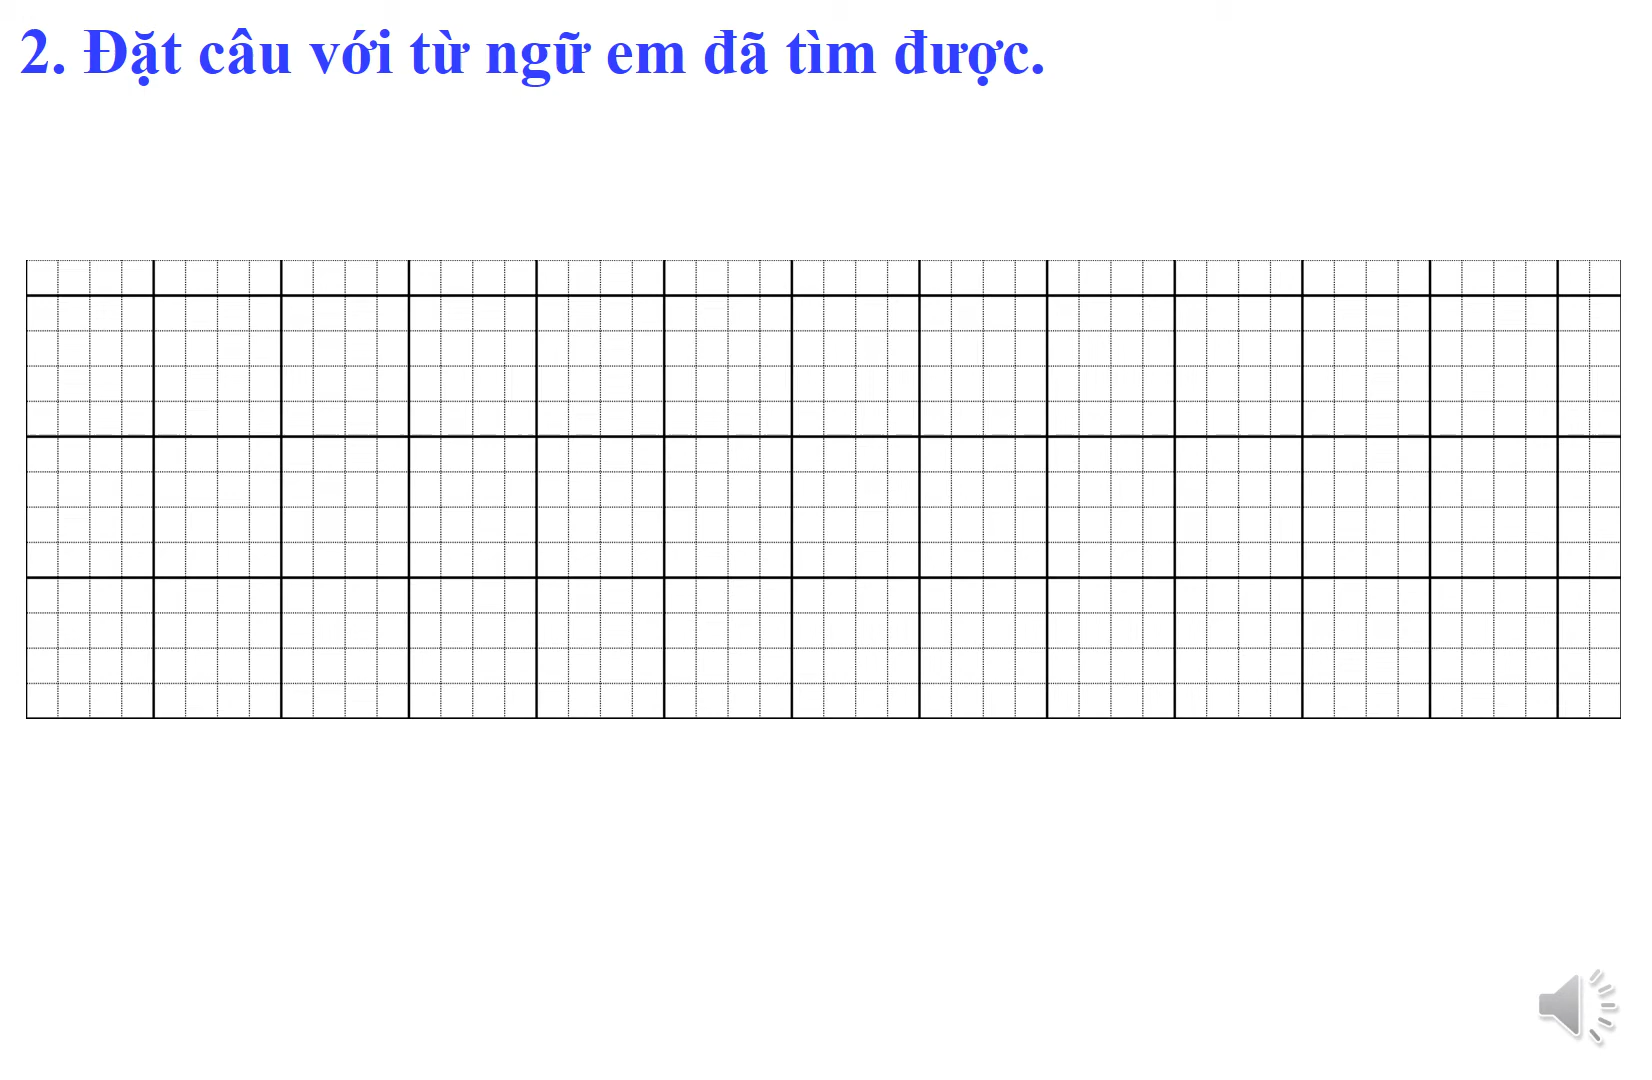 2. Đặt câu với từ ngữ em đã tìm được.